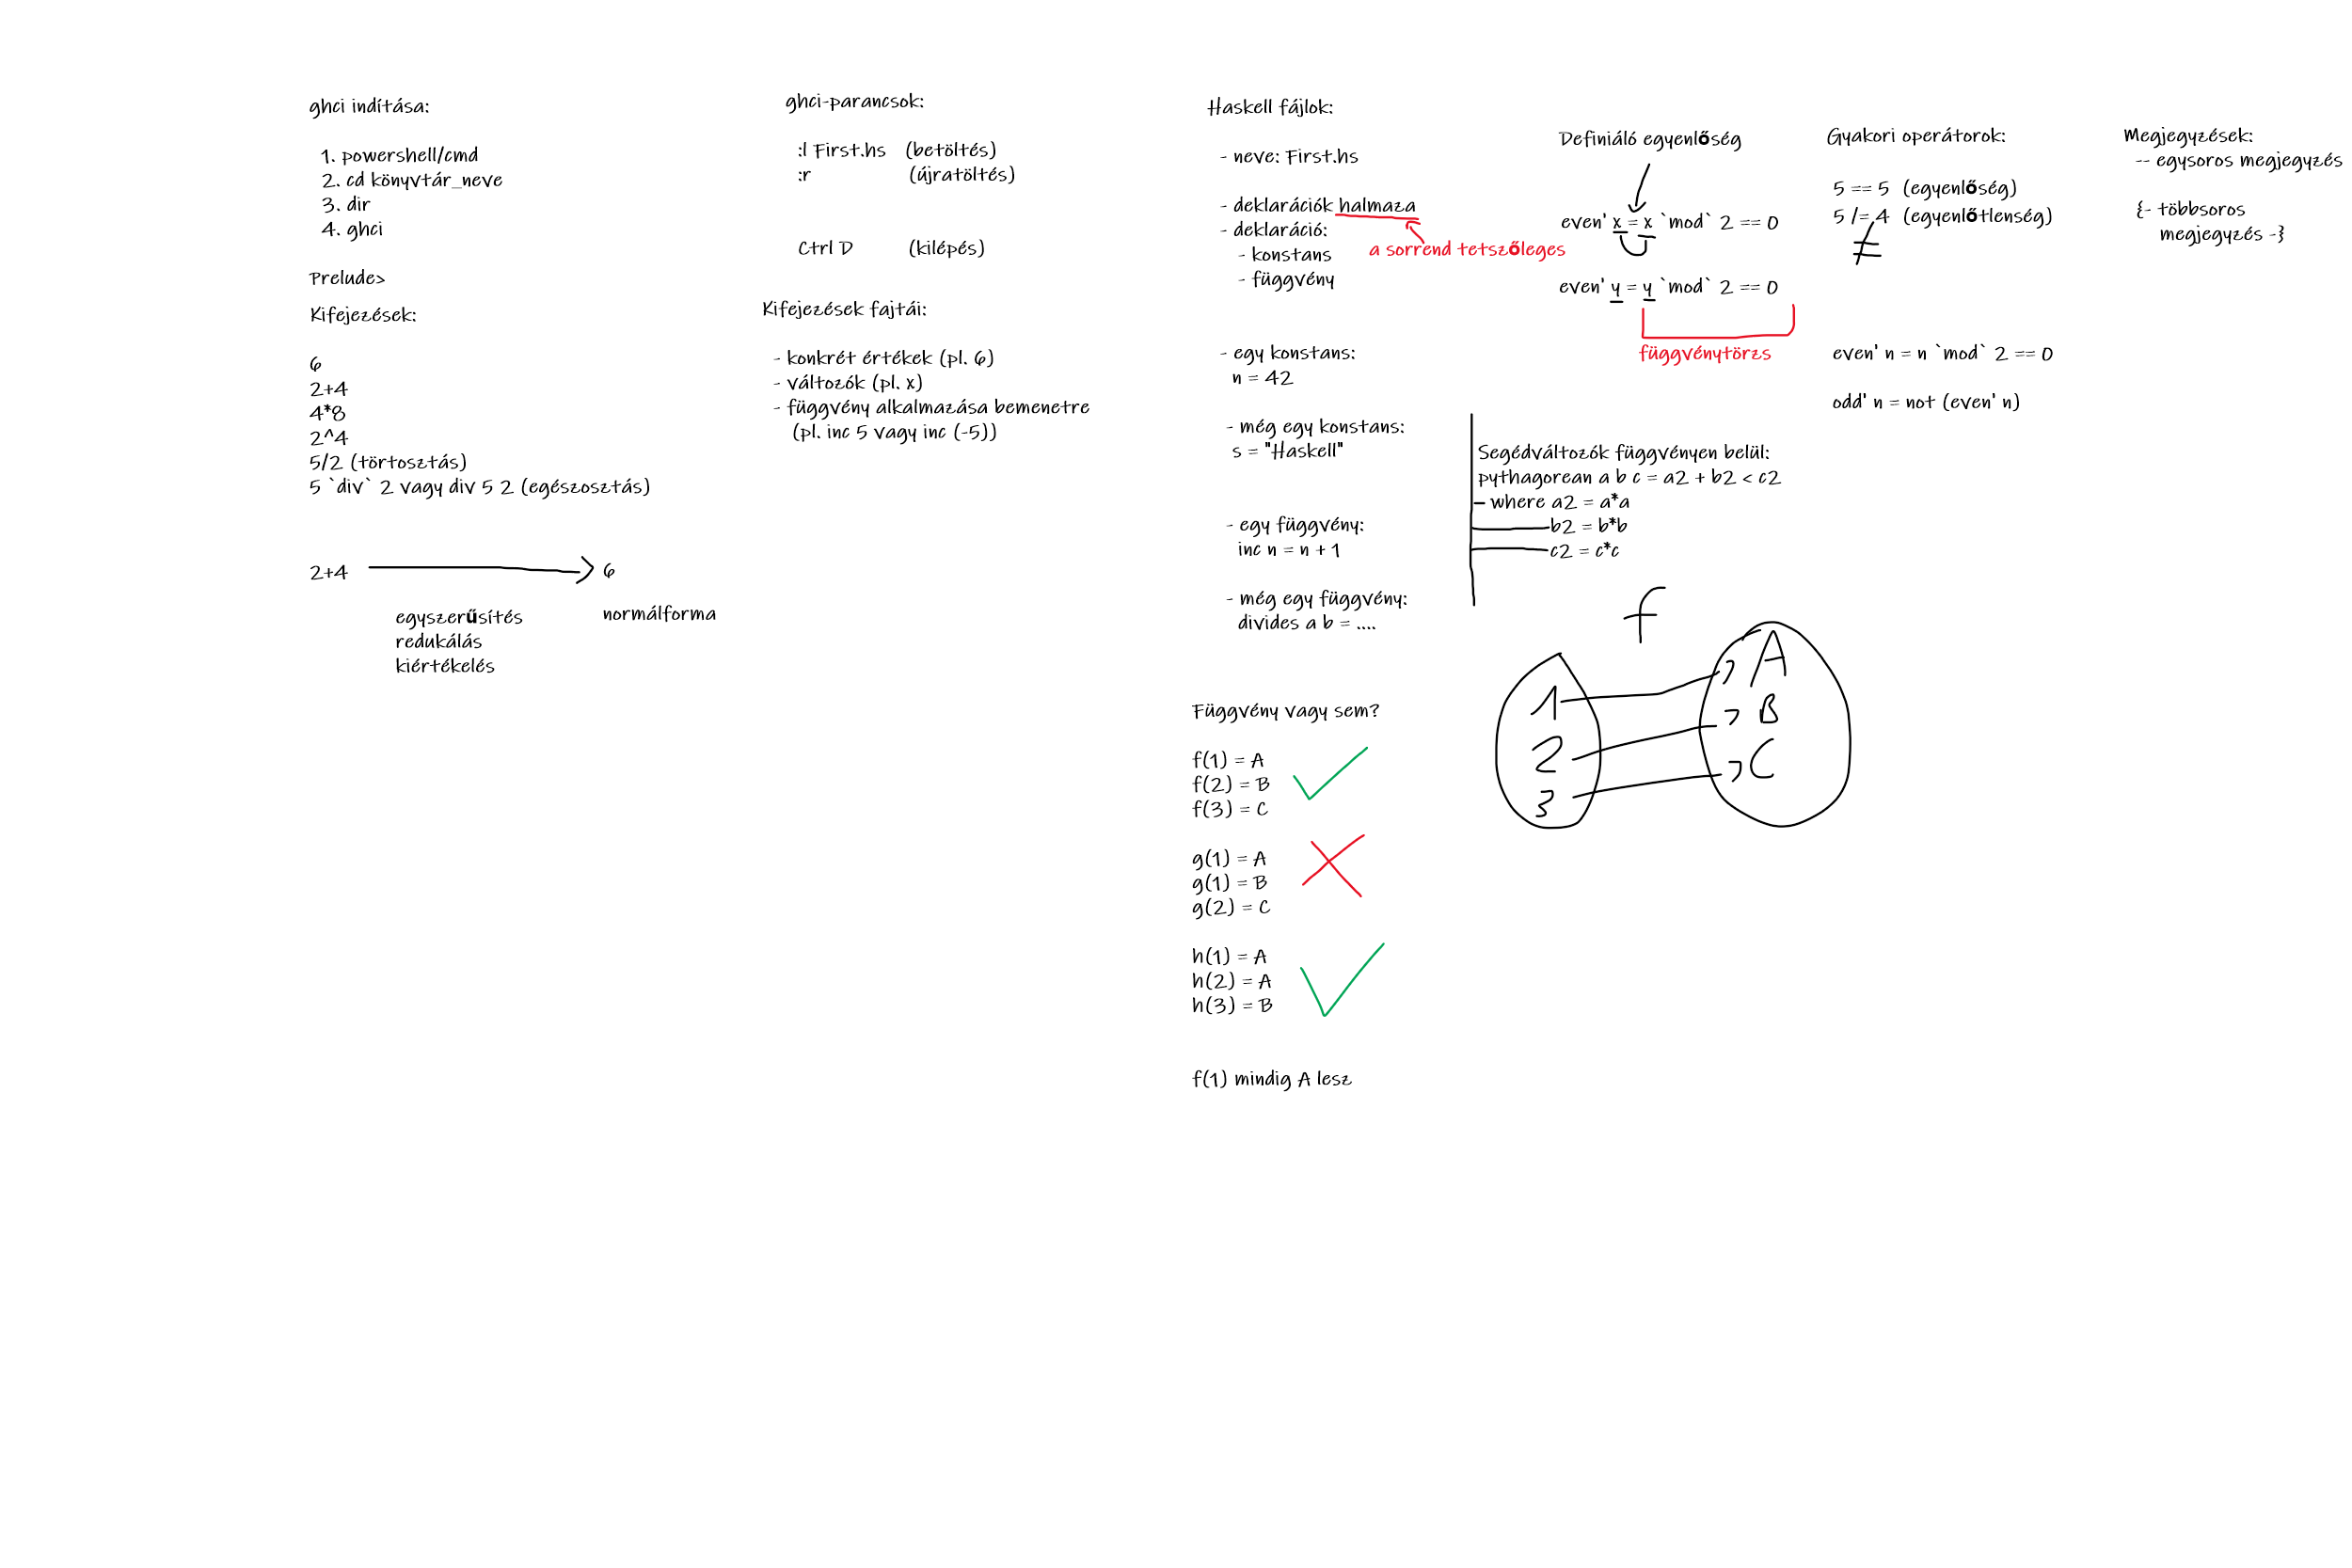 ghci indítása:
1. powershell/cmd
2. cd könyvtár_neve
3. dir
4. ghci
Prelude>
Kifejezések:
6
2+4
4*8
2^4
5/2 (törtosztás)
5 `div` 2 vagy div 5 2 (egészosztás)
2+4
6
egyszerűsítés
redukálás
kiértékelés
normálforma
ghci-parancsok:
:l First.hs (betöltés)
:r (újratöltés)
Ctrl D (kilépés)
Kifejezések fajtái:
- konkrét értékek (pl. 6)
- változók (pl. x)
- függvény alkalmazása bemenetre
(pl. inc 5 vagy inc (-5))
Haskell fájlok:
- neve: First.hs
- deklarációk halmaza
- deklaráció:
- konstans
- függvény
a sorrend tetszőleges
- egy konstans:
n = 42
- még egy konstans:
s = "Haskell"
- egy függvény:
inc n = n + 1
- még egy függvény:
divides a b = ....
Függvény vagy sem?
f(1) = A
f(2) = B
f(3) = C
g(1) = A
g(1) = B
g(2) = C
h(1) = A
h(2) = A
h(3) = B
f(1) mindig A lesz
Definiáló egyenlőség
even' x = x `mod` 2 == 0
even' y = y `mod` 2 == 0
függvénytörzs
Segédváltozók függvényen belül:
pythagorean a b c = a2 + b2 < c2
where a2 = a*a
b2 = b*b
c2 = c*c
f
1
2
3
A
B
C
Gyakori operátorok:
5 == 5 (egyenlőség)
5 /= 4 (egyenlőtlenség)
≠
even' n = n `mod` 2 == 0
odd' n = not (even' n)
Megjegyzések:
-- egysoros megjegyzés
{- többsoros
megjegyzés -}